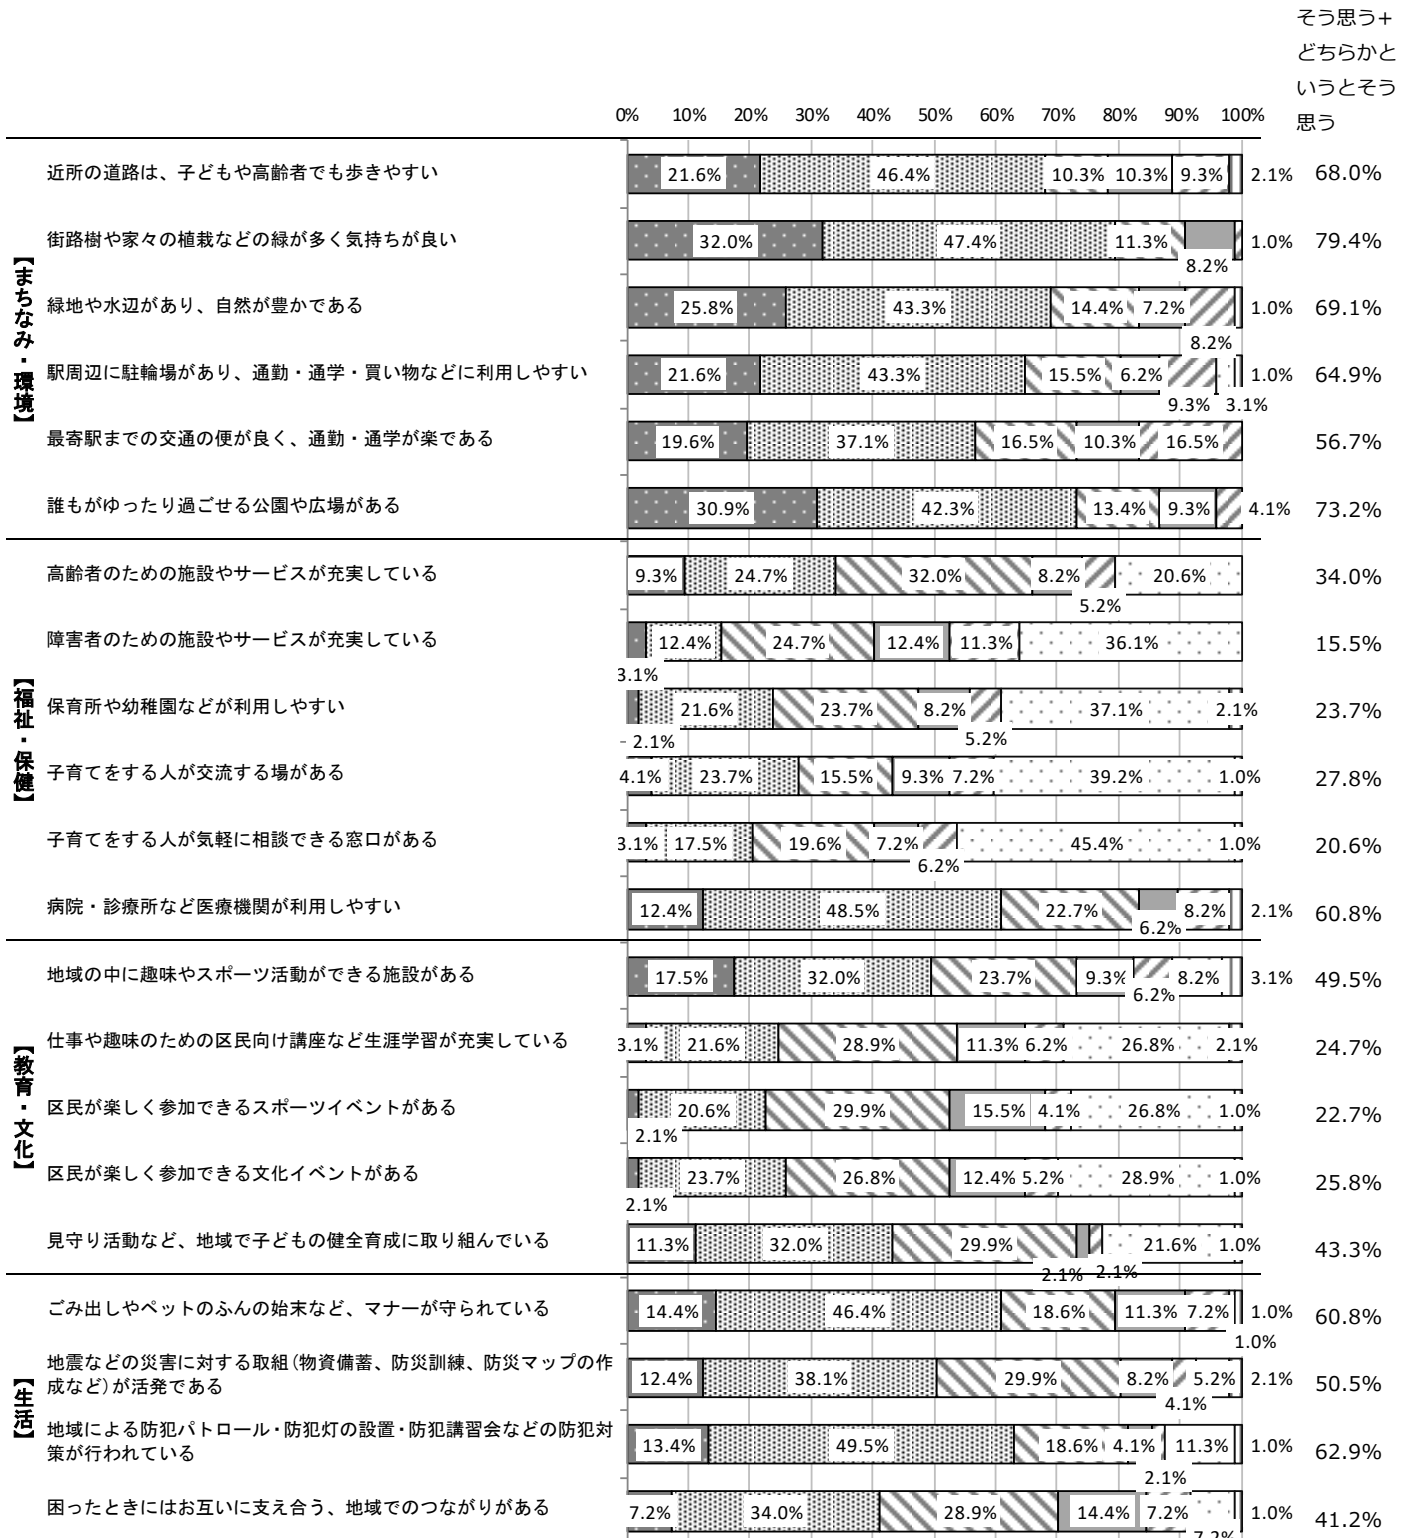 そう思う+
どちらかと
いうとそう
思う
0% 10% 20% 30% 40% 50% 60% 70% 80% 90% 100%
【まちなみ・環境】
近所の道路は、子どもや高齢者でも歩きやすい 21.6% 46.4% 10.3% 10.3% 9.3% 2.1% 68.0%
街路樹や家々の植栽などの緑が多く気持ちが良い 32.0% 47.4% 11.3% 8.2% 1.0% 79.4%
緑地や水辺があり、自然が豊かである 25.8% 43.3% 14.4% 7.2% 8.2% 1.0% 69.1%
駅周辺に駐輪場があり、通勤・通学・買い物などに利用しやすい 21.6% 43.3% 15.5% 6.2% 9.3% 3.1% 1.0% 64.9%
最寄駅までの交通の便が良く、通勤・通学が楽である 19.6% 37.1% 16.5% 10.3% 16.5% 56.7%
誰もがゆったり過ごせる公園や広場がある 30.9% 42.3% 13.4% 9.3% 4.1% 73.2%
【福祉・保健】
高齢者のための施設やサービスが充実している 9.3% 24.7% 32.0% 8.2% 5.2% 20.6% 34.0%
障害者のための施設やサービスが充実している 3.1% 12.4% 24.7% 12.4% 11.3% 36.1% 15.5%
保育所や幼稚園などが利用しやすい 2.1% 21.6% 23.7% 8.2% 5.2% 37.1% 2.1% 23.7%
子育てをする人が交流する場がある 4.1% 23.7% 15.5% 9.3% 7.2% 39.2% 1.0% 27.8%
子育てをする人が気軽に相談できる窓口がある 3.1% 17.5% 19.6% 7.2% 6.2% 45.4% 1.0% 20.6%
病院・診療所など医療機関が利用しやすい 12.4% 48.5% 22.7% 6.2% 8.2% 2.1% 60.8%
【教育・文化】
地域の中に趣味やスポーツ活動ができる施設がある 17.5% 32.0% 23.7% 9.3% 6.2% 8.2% 3.1% 49.5%
仕事や趣味のための区民向け講座など生涯学習が充実している 3.1% 21.6% 28.9% 11.3% 6.2% 26.8% 2.1% 24.7%
区民が楽しく参加できるスポーツイベントがある 2.1% 20.6% 29.9% 15.5% 4.1% 26.8% 1.0% 22.7%
区民が楽しく参加できる文化イベントがある 2.1% 23.7% 26.8% 12.4% 5.2% 28.9% 1.0% 25.8%
見守り活動など、地域で子どもの健全育成に取り組んでいる 11.3% 32.0% 29.9% 2.1% 2.1% 21.6% 1.0% 43.3%
【生活】
ごみ出しやペットのふんの始末など、マナーが守られている 14.4% 46.4% 18.6% 11.3% 7.2% 1.0% 1.0% 60.8%
地震などの災害に対する取組(物資備蓄、防災訓練、防災マップの作
成など)が活発である 12.4% 38.1% 29.9% 8.2% 4.1% 5.2% 2.1% 50.5%
地域による防犯パトロール・防犯灯の設置・防犯講習会などの防犯対
策が行われている 13.4% 49.5% 18.6% 4.1% 2.1% 11.3% 1.0% 62.9%
困ったときにはお互いに支え合う、地域でのつながりがある 7.2% 34.0% 28.9% 14.4% 7.2% 7.2% 1.0% 41.2%